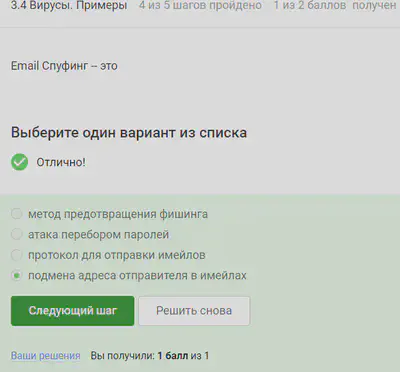 3.4 Вирусы. Примеры 4 из 5 шагов пройдено 1 из 2 баллов получен
Email Спуфинг – это
Выберите один вариант из списка
Отлично!
метод предотвращения фишинга
атака перебором паролей
протокол для отправки имейлов
подмена адреса отправителя в имейлах
Следующий шаг Решить снова
Ваши решения Вы получили: 1 балл из 1